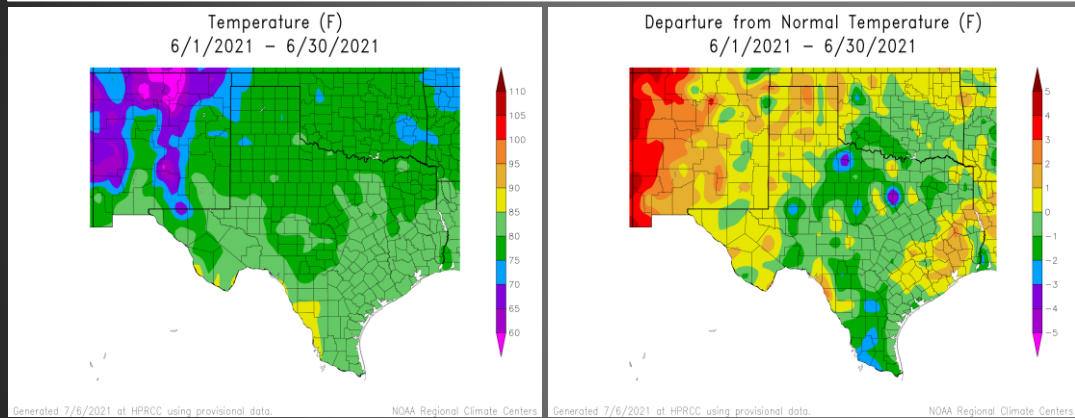 Temperature (F)
6/1/2021 – 6/30/2021
110
105
100
95
90
85
80
75
70
65
60
Generated 7/6/2021 at HPRCC using provisional data.
NOAA Regional Climate Centers
Departure from Normal Temperature (F)
6/1/2021 – 6/30/2021
5
4
3
2
1
0
-1
-2
-3
-4
-5
Generated 7/6/2021 at HPRCC using provisional data.
NOAA Regional Climate Centers